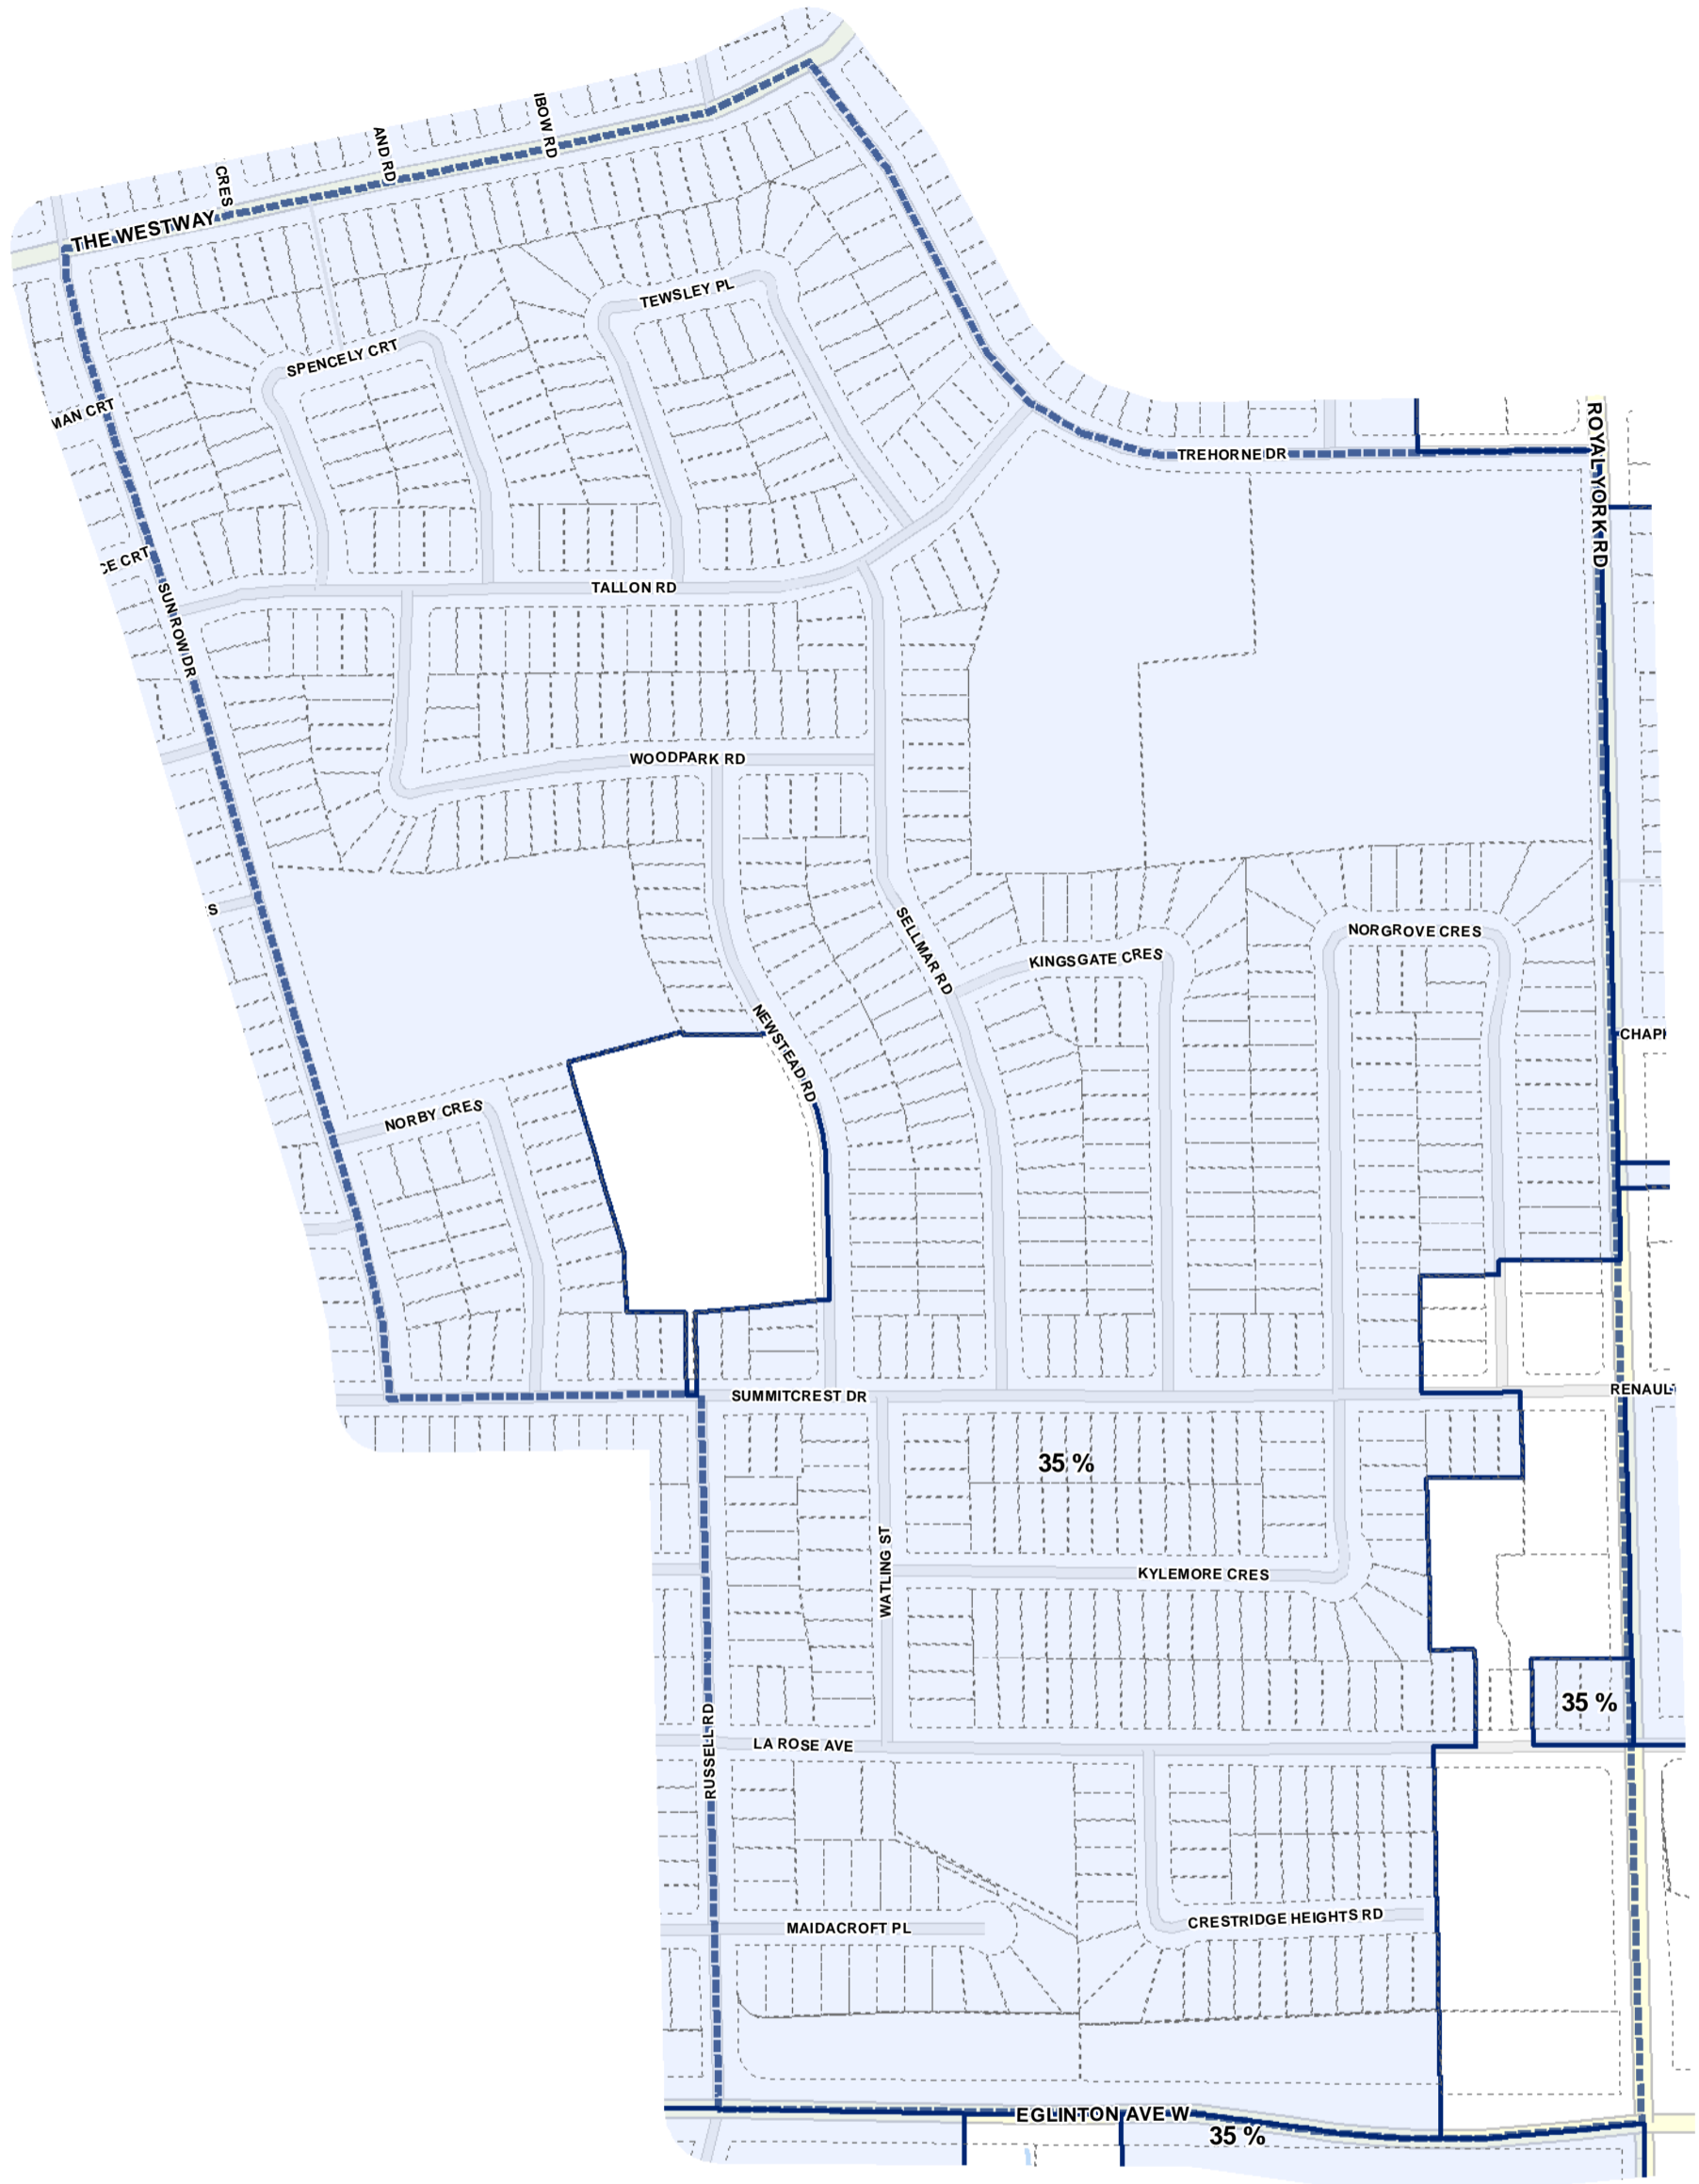 IBOW RD
AND RD
CRES
THE WESTWAY
TEWSLEY PL
SPENCELY CRT
MAN CRT
ROYAL YORK RD
TREHORNE DR
CE CRT
TALLON RD
SUN ROW DR
WOODPARK RD
S
SELLMAR RD
KINGSGATE CRES
NORGROVE CRES
NEWSTEAD RD
CHAP
NORBY CRES
SUMMITCREST DR
RENAUL
35 %
WATLING ST
KYLEMORE CRES
35 %
RUSSELL RD
LA ROSE AVE
MAIDACROFT PL
CRESTRIDGE HEIGHTS RD
EGLINTON AVE W
35 %